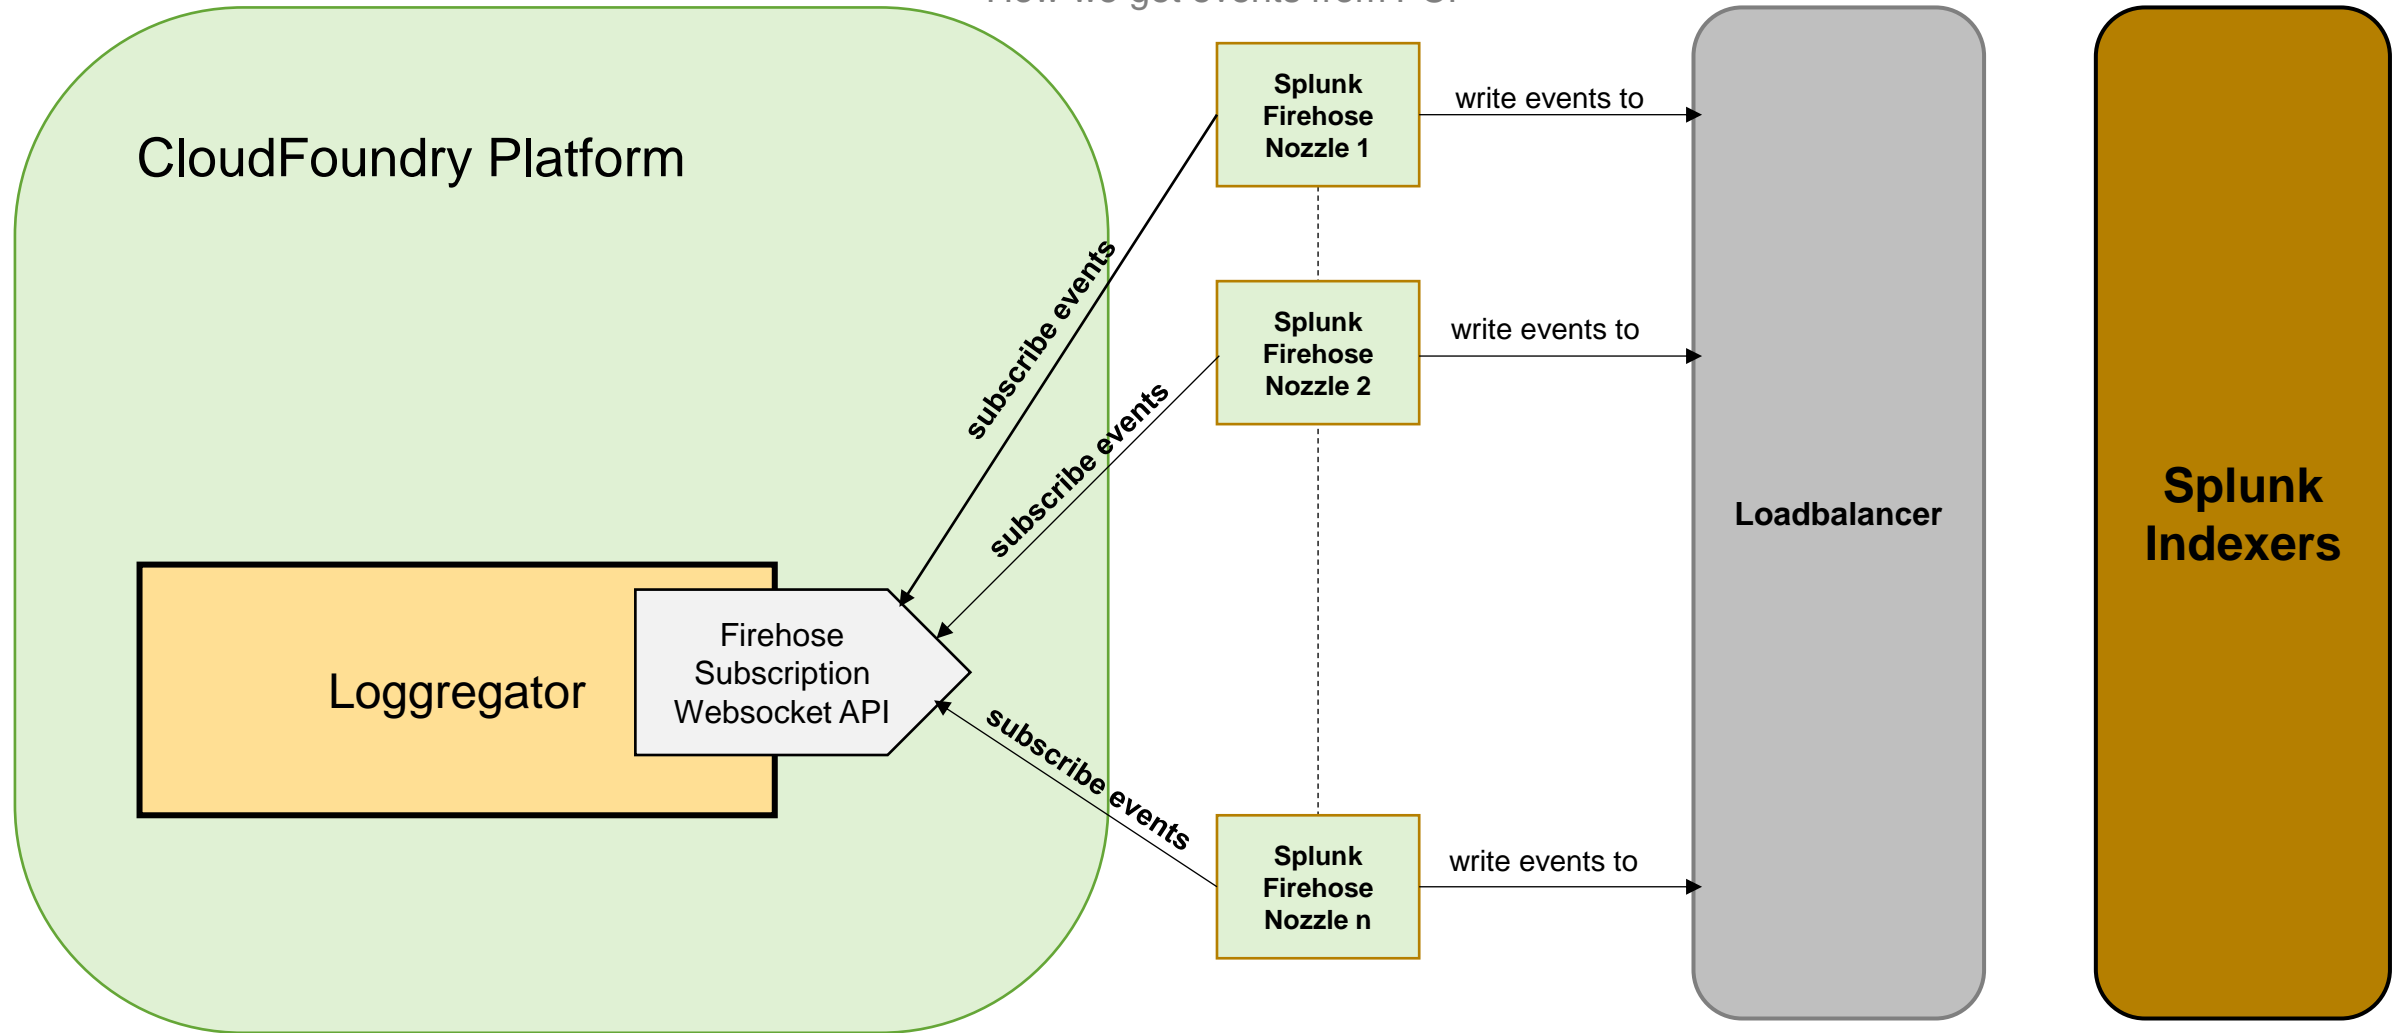 CloudFoundry Platform
Splunk
Firehose
Nozzle 1
write events to
subscribe events
Splunk
Firehose
Nozzle 2
write events to
subscribe events
Loadbalancer
Splunk
Indexers
Firehose
Subscription
Websocket API
Loggregator
subscribe events
Splunk
Firehose
Nozzle n
write events to